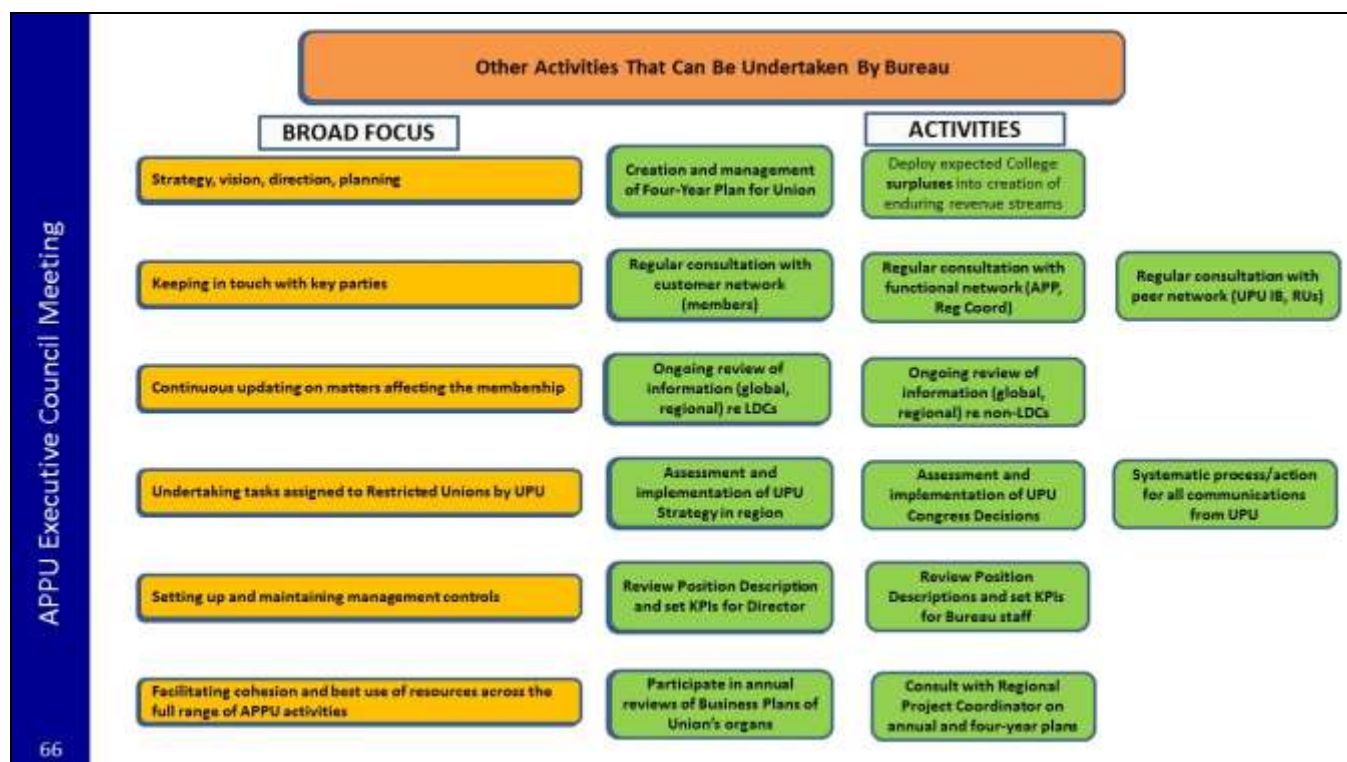 Other Activities That Can Be Undertaken By Bureau
BROAD FOCUS
ACTIVITIES
Strategy, vision, direction, planning
Creation and management
of Four-Year Plan for Union
Deploy expected College
surpluses into creation of
enduring revenue streams
Keeping in touch with key parties
Regular consultation with
customer network
(members)
Regular consultation with
functional network (APP,
Reg Coord)
Regular consultation with
peer network (UPU IB, RUs)
Continuous updating on matters affecting the membership
Ongoing review of
information (global,
regional) re LDCs
Ongoing review of
information (global,
regional) re non-LDCs
Undertaking tasks assigned to Restricted Unions by UPU
Assessment and
implementation of UPU
Strategy in region
Assessment and
implementation of UPU
Congress Decisions
Systematic process/action
for all communications
from UPU
Setting up and maintaining management controls
Review Position Description
and set KPIs for Director
Review Position
Descriptions and set KPIs
for Bureau staff
Facilitating cohesion and best use of resources across the
full range of APPU activities
Participate in annual
reviews of Business Plans of
Union's organs
Consult with Regional
Project Coordinator on
annual and four-year plans
APPU Executive Council Meeting
66